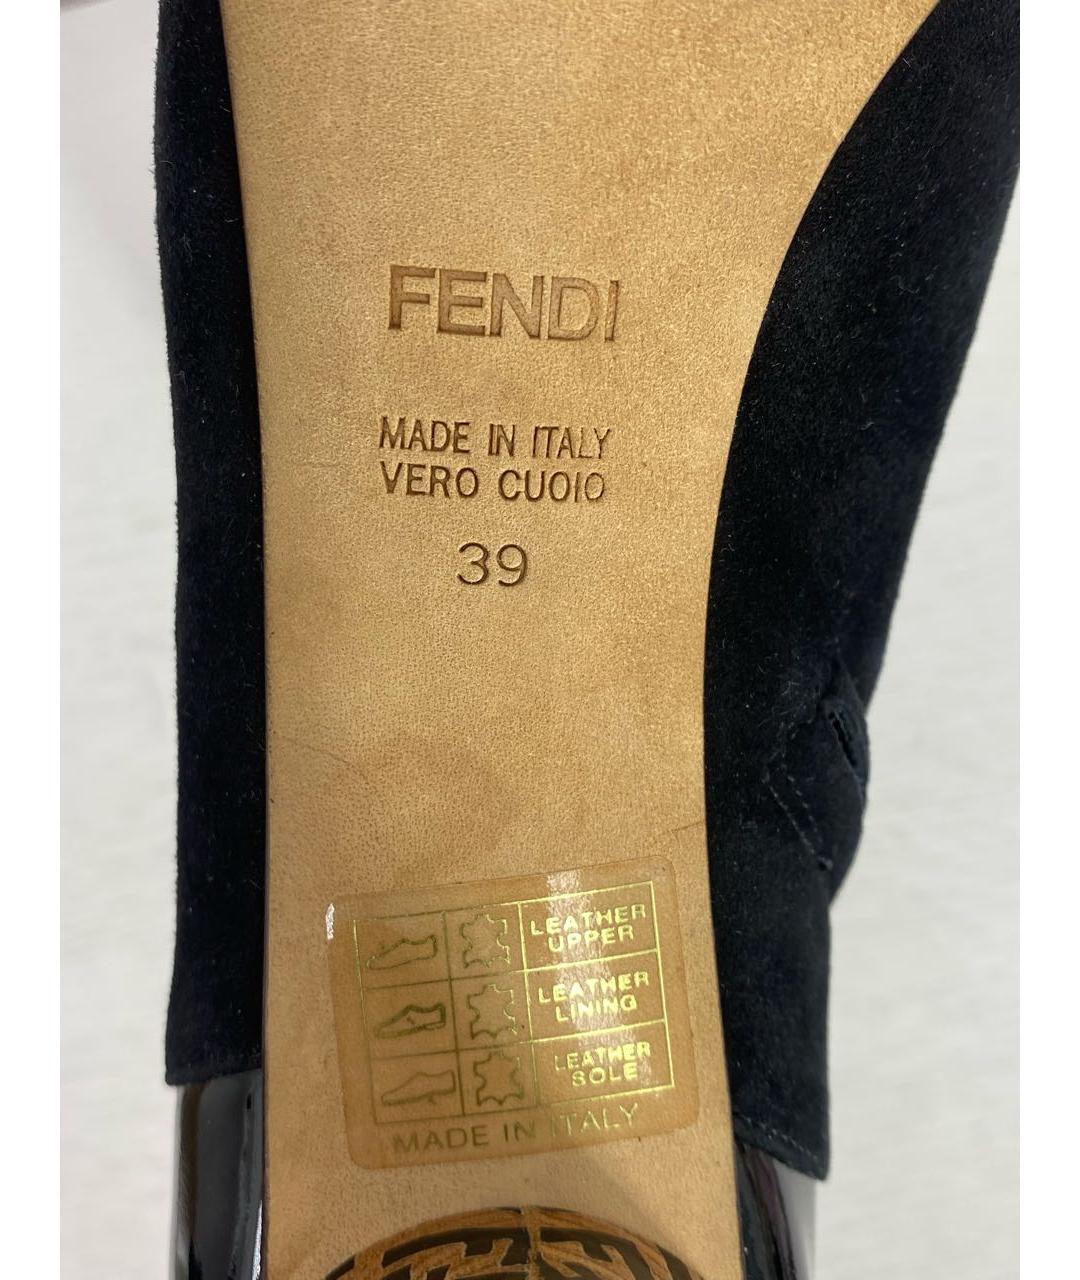 FENDI
MADE IN ITALY
VERO CUOIO
39
LEATHER
UPPER
LEATHER
LINING
LEATHER
SOLE
MADE IN ITALY